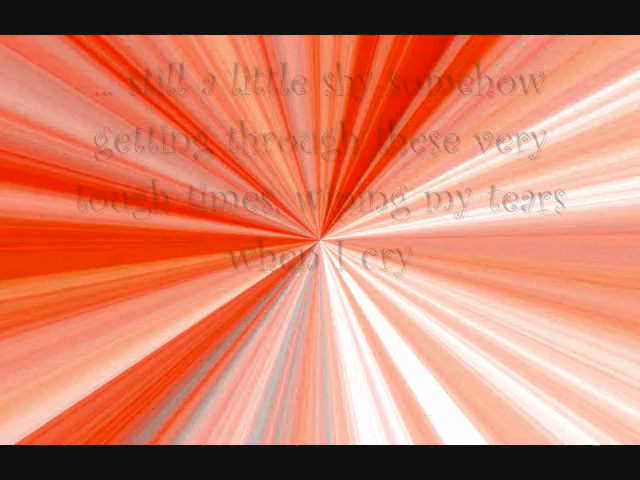 ... still a little shy somehow
getting through these very
tough times, wiping my tears
when I cry